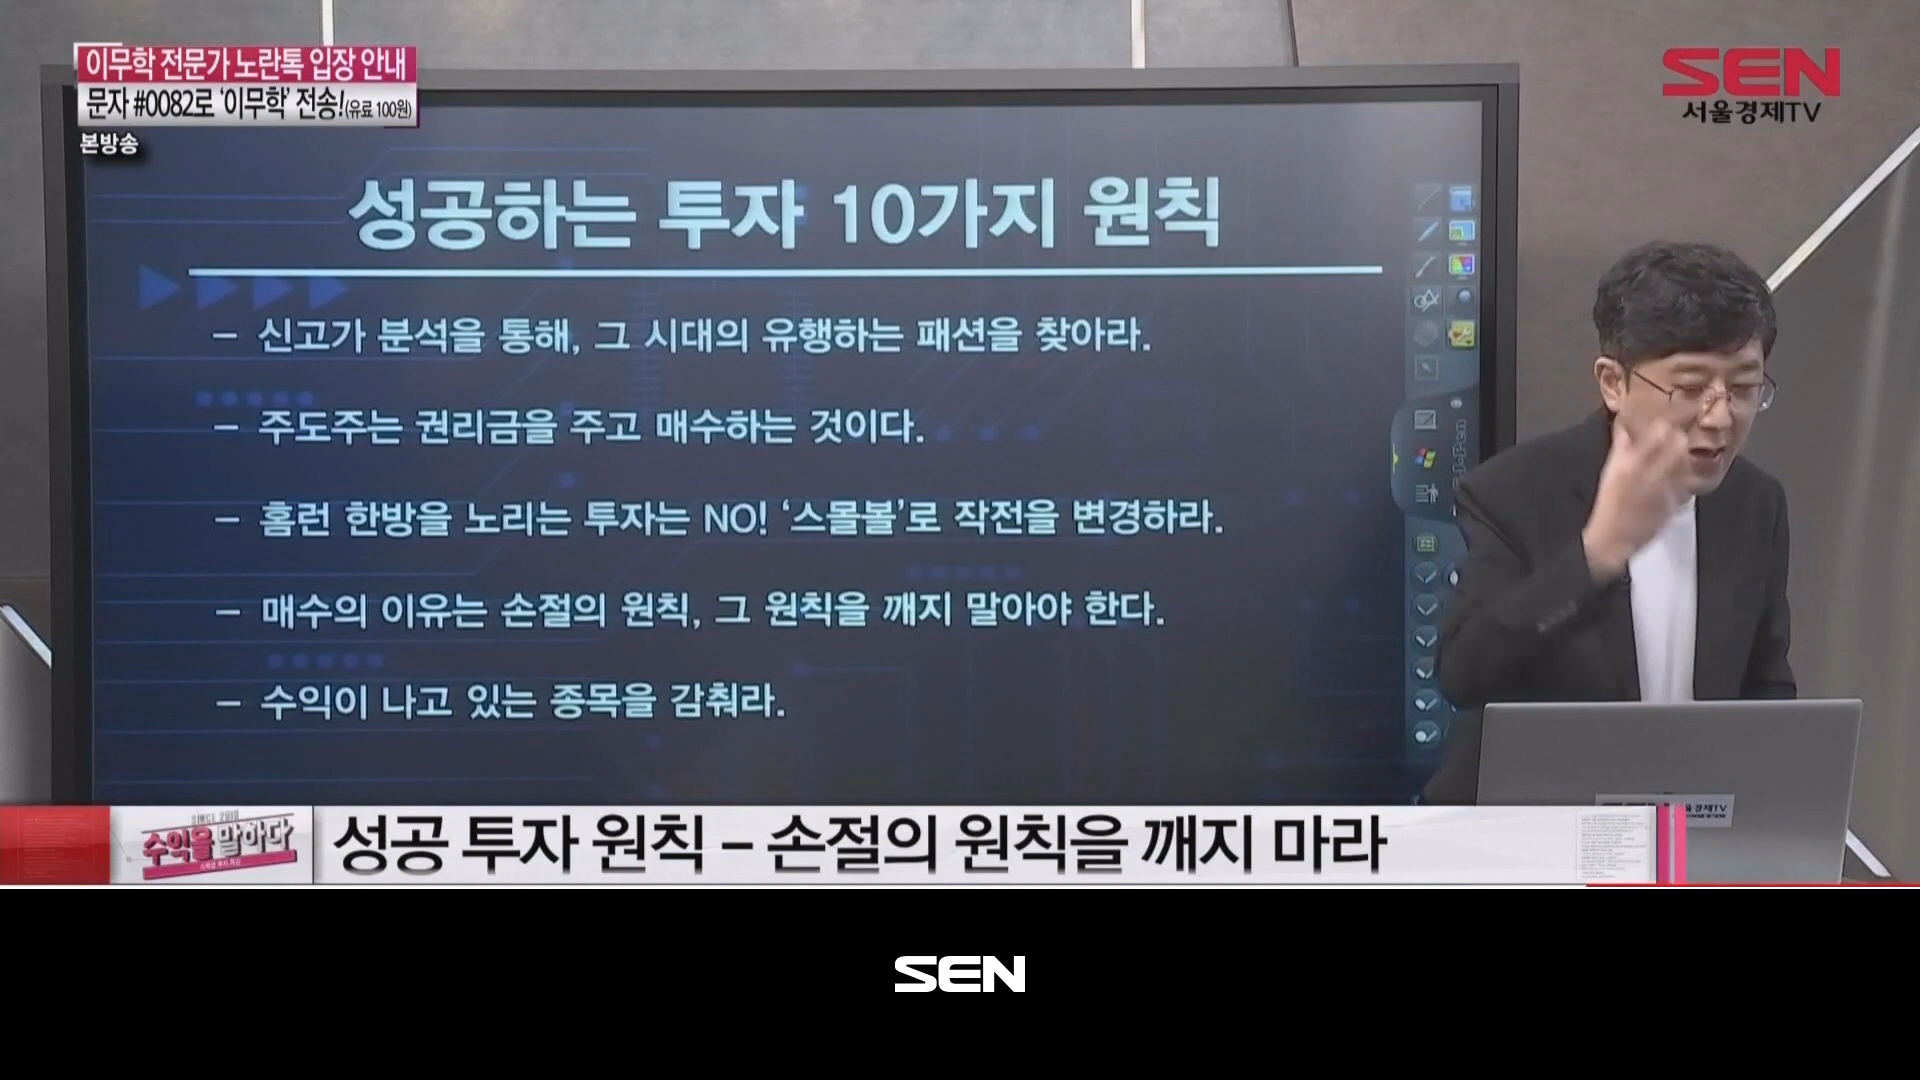 이무학 전문가 노란톡 입장 안내
문자 #0082로 '이무학' 전송!(유료 100원)
본방송
SEN
서울경제TV
성공하는 투자 10가지 원칙
– 신고가 분석을 통해, 그 시대의 유행하는 패션을 찾아라.
– 주도주는 권리금을 주고 매수하는 것이다.
– 홈런 한방을 노리는 투자는 NO! '스몰볼'로 작전을 변경하라.
– 매수의 이유는 손절의 원칙, 그 원칙을 깨지 말아야 한다.
– 수익이 나고 있는 종목을 감춰라.
수익을 말하다
성공 투자 원칙 – 손절의 원칙을 깨지 마라
SEN